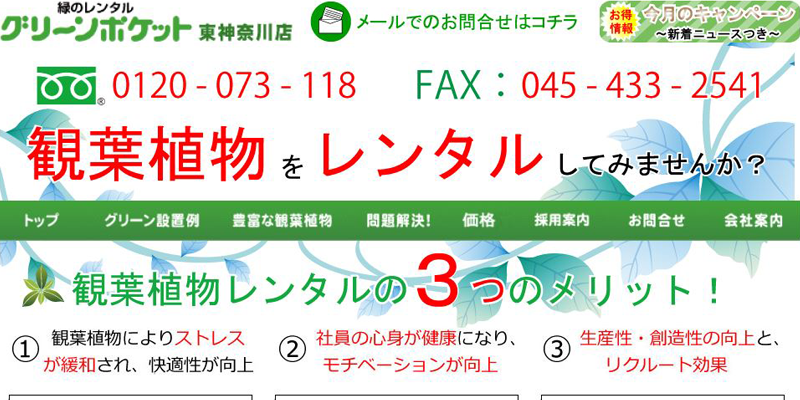 緑のレンタル
グリーンポケット 東神奈川店
メールでのお問合せはコチラ
お得情報
今月のキャンペーン
～新着ニュースつき～
0120 - 073 - 118
FAX：045 - 433 - 2541
観葉植物をレンタルしてみませんか？
トップ グリーン設置例 豊富な観葉植物 問題解決! 価格 採用案内 お問合せ 会社案内
観葉植物レンタルの３つのメリット！
① 観葉植物によりストレス
が緩和され、快適性が向上
② 社員の心身が健康になり、
モチベーションが向上
③ 生産性・創造性の向上と、
リクルート効果